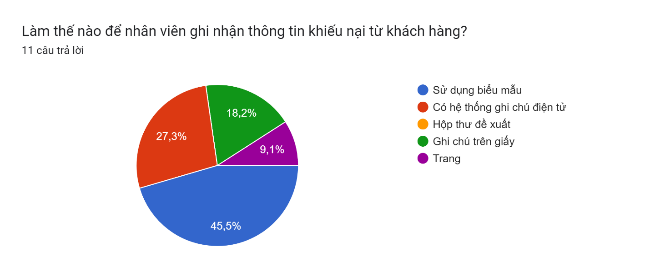 Làm thế nào để nhân viên ghi nhận thông tin khiếu nại từ khách hàng?
11 câu trả lời
Sử dụng biểu mẫu
Có hệ thống ghi chú điện tử
Hộp thư đề xuất
Ghi chú trên giấy
Trang
18,2%
27,3%
9,1%
45,5%